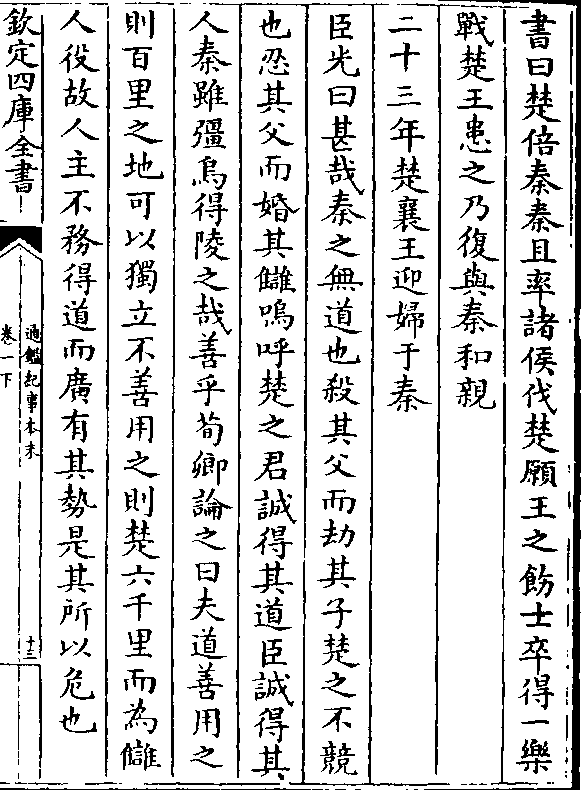 書曰楚倍秦秦且率諸侯伐楚願王之飭士卒得一樂
戰楚王患之乃復與秦和親
二十三年楚襄王迎婦于秦
臣光曰甚哉秦之無道也殺其父而劫其子楚之不競
也忍其父而婚其讎嗚呼楚之君誠得其道臣誠得其
人秦雖彊烏得陵之哉善乎荀卿論之曰夫道善用之
則百里之地可以獨立不善用之則楚六千里而為讎
人役故人主不務得道而廣有其勢是其所以危也
欽定四庫全書
通鑑紀事本末
卷一下
十三